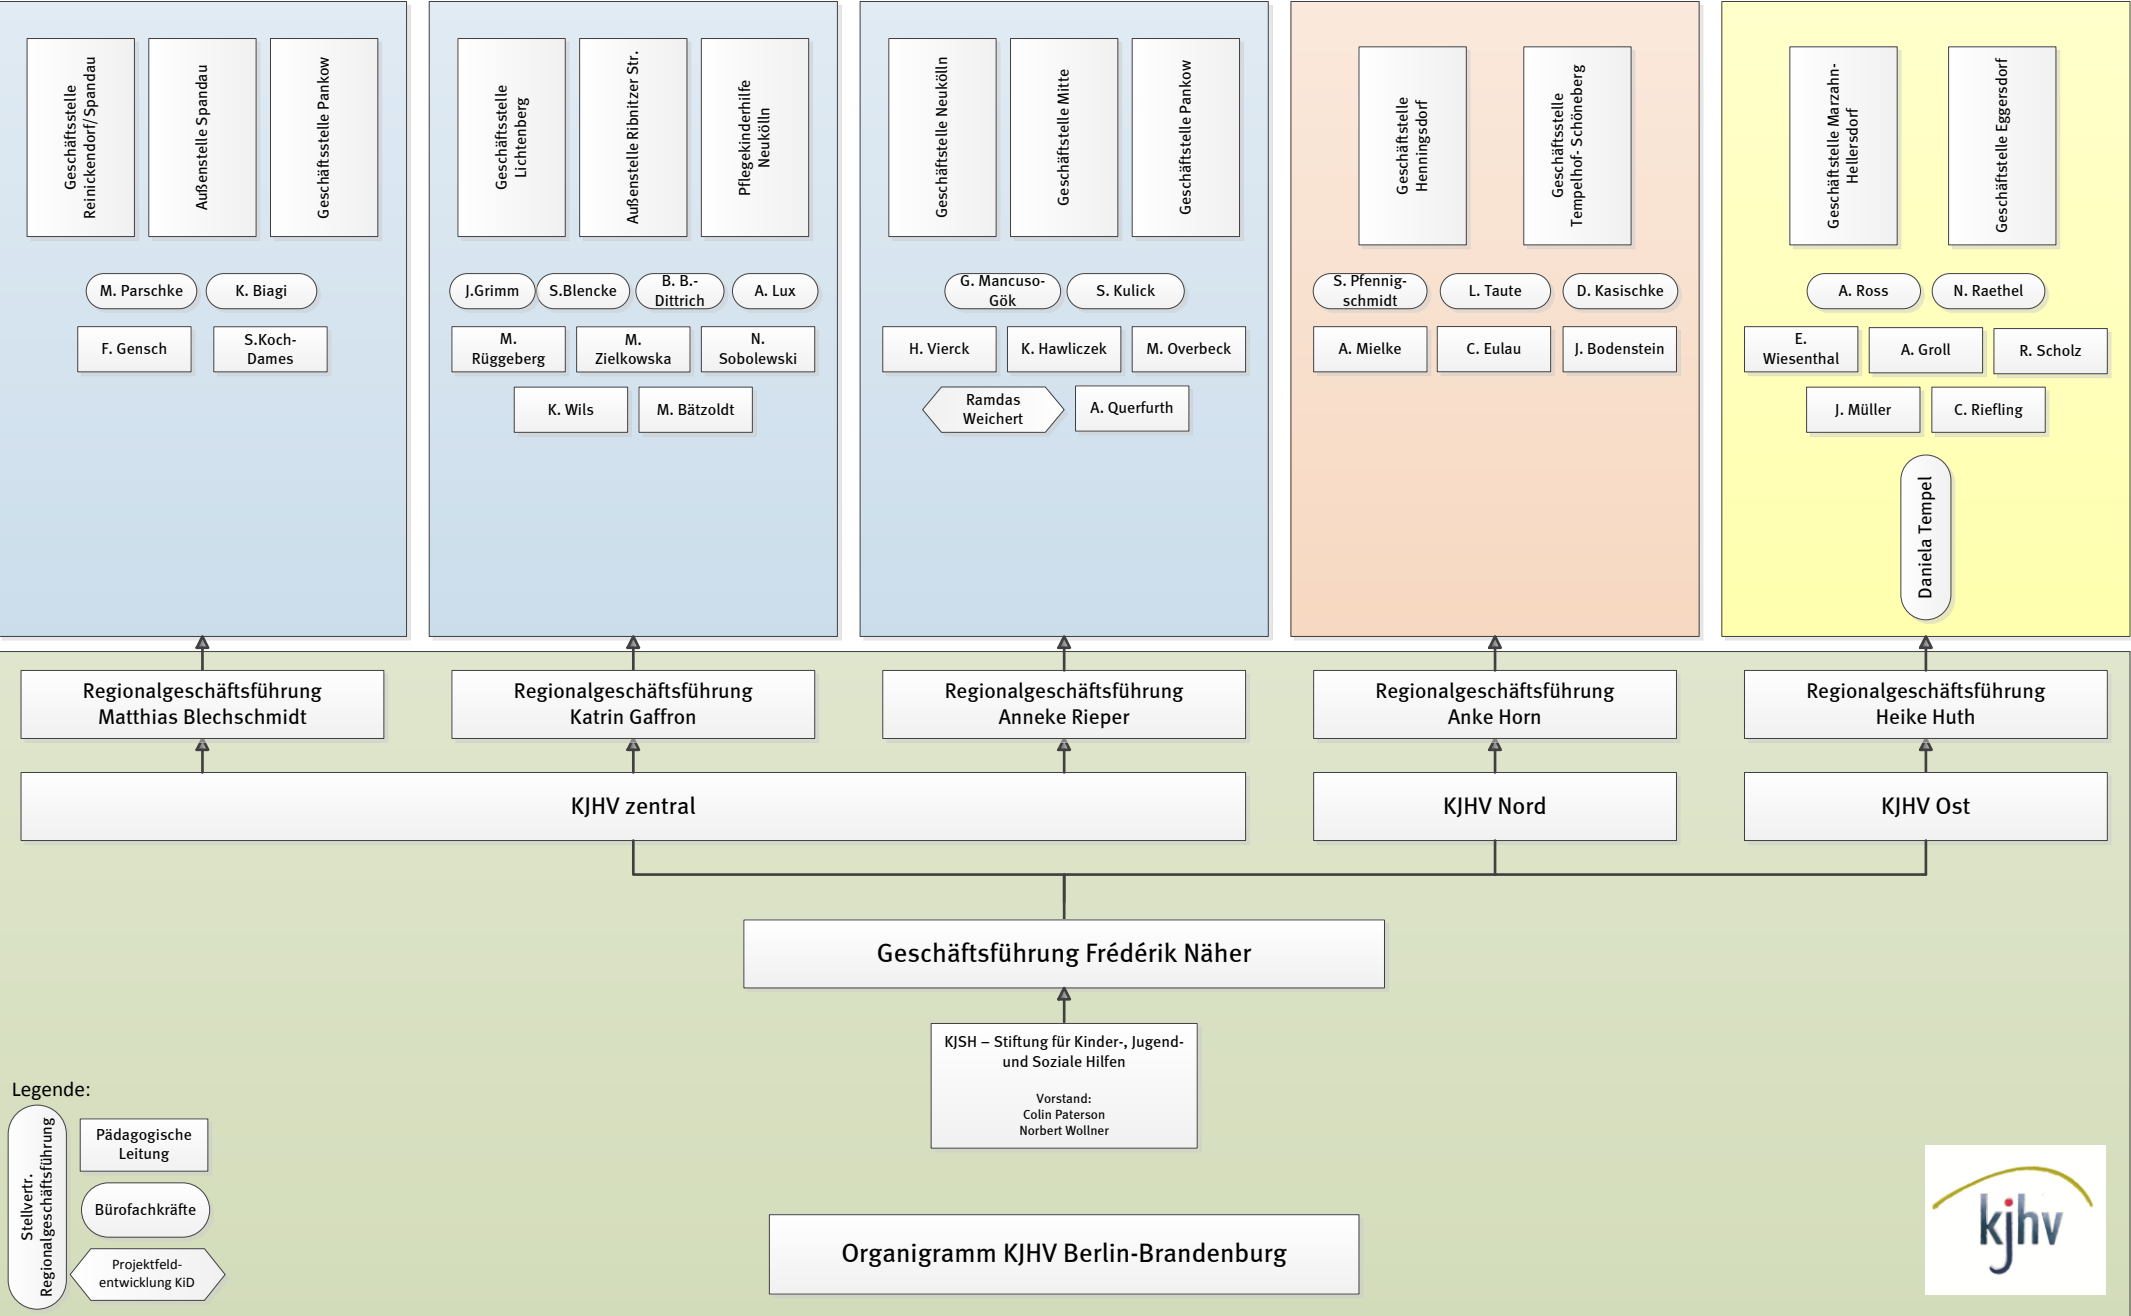 Geschäftsstelle
Reinickendorf/ Spandau
Außenstelle Spandau
Geschäftsstelle Pankow
M. Parschke
K. Biagi
F. Gensch
S.Koch-
Dames
Geschäftsstelle
Lichtenberg
Außenstelle Ribnitzer Str.
Pflegekinderhilfe
Neukölln
J.Grimm
S.Blencke
B. B.-
Dittrich
A. Lux
M.
Rüggeberg
M.
Zielkowska
N.
Sobolewski
K. Wils
M. Bätzoldt
Geschäftstelle Neukölln
Geschäftstelle Mitte
Geschäftstelle Pankow
G. Mancuso-
Gök
S. Kulick
H. Vierck
K. Hawliczek
M. Overbeck
Ramdas
Weichert
A. Querfurth
Geschäftstelle
Henningsdorf
Geschäftsstelle
Tempelhof- Schöneberg
S. Pfennig-
schmidt
L. Taute
D. Kasischke
A. Mielke
C. Eulau
J. Bodenstein
Geschäftstelle Marzahn-
Hellersdorf
Geschäftstelle Eggersdorf
A. Ross
N. Raethel
E.
Wiesenthal
A. Groll
R. Scholz
J. Müller
C. Riefling
Daniela Tempel
Regionalgeschäftsführung
Matthias Blechschmidt
Regionalgeschäftsführung
Katrin Gaffron
Regionalgeschäftsführung
Anneke Rieper
Regionalgeschäftsführung
Anke Horn
Regionalgeschäftsführung
Heike Huth
KJHV zentral
KJHV Nord
KJHV Ost
Geschäftsführung Frédérik Näher
KJSH – Stiftung für Kinder-, Jugend-
und Soziale Hilfen
Vorstand:
Colin Paterson
Norbert Wollner
Legende:
Stellvertr.
Regionalgeschäftsführung
Pädagogische
Leitung
Bürofachkräfte
Projektfeld-
entwicklung KiD
Organigramm KJHV Berlin-Brandenburg
kjhv